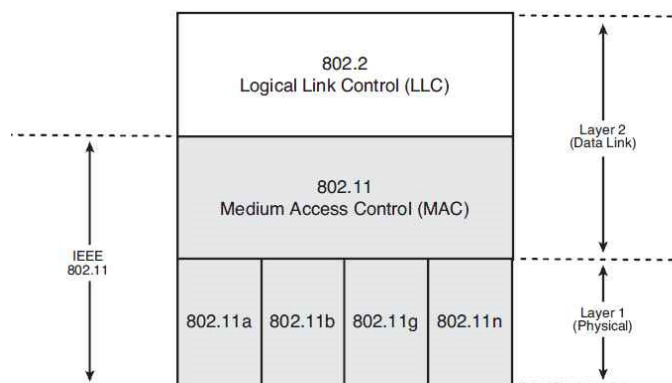 802.2
Logical Link Control (LLC)
Layer 2
(Data Link)
802.11
Medium Access Control (MAC)
IEEE
802.11
802.11a
802.11b
802.11g
802.11n
Layer 1
(Physical)